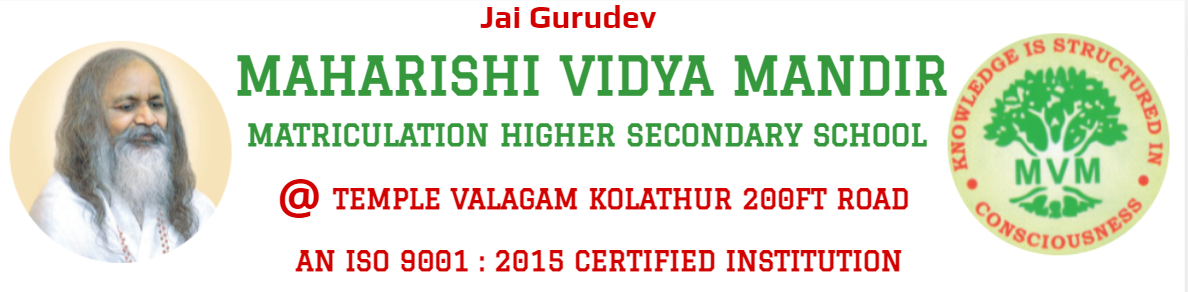 Jai Gurudev
MAHARISHI VIDYA MANDIR
MATRICULATION HIGHER SECONDARY SCHOOL
@ TEMPLE VALAGAM KOLATHUR 200FT ROAD
AN ISO 9001 : 2015 CERTIFIED INSTITUTION
KNOWLEDGE IS STRUCTURED IN
MVM
CONSCIOUSNESS